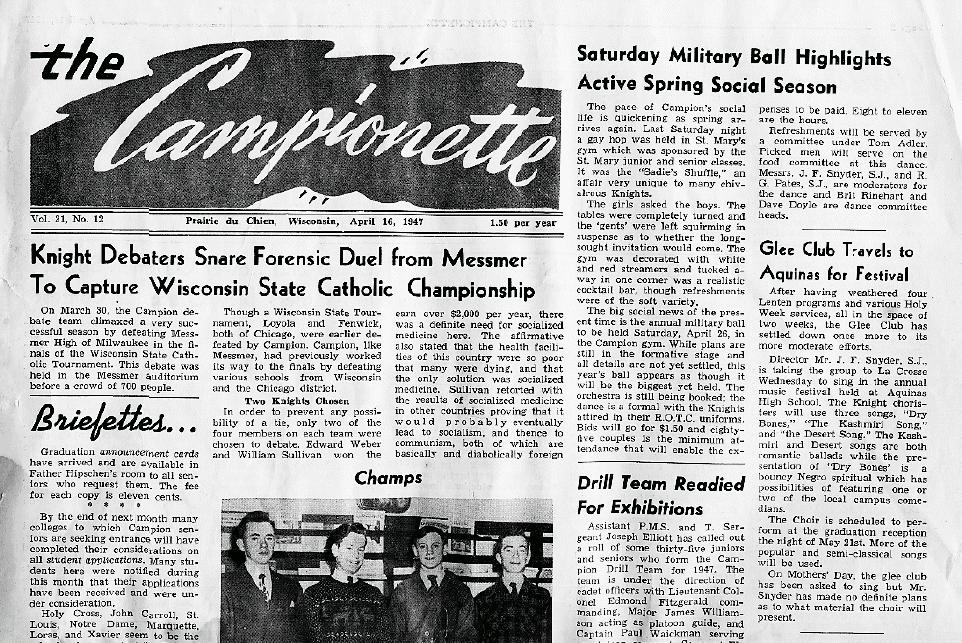 the
Campionette
Vol. 31, No. 12
Prairie du Chien, Wisconsin, April 16, 1947
1.50 per year
Knight Debaters Snare Forensic Duel from Messmer
To Capture Wisconsin State Catholic Championship
On March 30, the Campion de-
bate team climaxed a very suc-
cessful season by defeating Mess-
mer High of Milwaukee in the fi-
nals of the Wisconsin State Cath-
olic Tournament. This debate was
held in the Messmer auditorium
before a crowd of 700 people.
Briefettes...
Graduation announcement cards
have arrived and are available in
Father Hipschen's room to all sen-
iors who request them. The fee
for each copy is eleven cents.
* * * *
By the end of next month many
colleges to which Campion sen-
iors are seeking entrance will have
completed their considerations on
all student applications. Many stu-
dents here were notified during
this month that their applications
have been received and were un-
der consideration.
Holy Cross, John Carroll, St.
Louis, Notre Dame, Marquette,
Loras, and Xavier seem to be the
Though a Wisconsin State Tour-
nament, Loyola and Fenwick,
both of Chicago, were earlier de-
feated by Campion. Campion, like
Messmer, had previously worked
its way to the finals by defeating
various schools from Wisconsin
and the Chicago district.
Two Knights Chosen
In order to prevent any possi-
bility of a tie, only two of the
four members on each team were
chosen to debate. Edward Weber
and William Sullivan won the
earn over $2,000 per year, there
was a definite need for socialized
medicine here. The affirmative
also stated that the health facili-
ties of this country were so poor
that many were dying, and that
the only solution was socialized
medicine. Sullivan retorted with
the results of socialized medicine
in other countries proving that it
would probably eventually
lead to socialism, and thence to
communism, both of which are
basically and diabolically foreign
Champs
Saturday Military Ball Highlights
Active Spring Social Season
The pace of Campion's social
life is quickening as spring ar-
rives again. Last Saturday night
a gay hop was held in St. Mary's
gym which was sponsored by the
St. Mary junior and senior classes.
It was the "Sadie's Shuffle," an
affair very unique to many chiv-
alrous Knights.
The girls asked the boys. The
tables were completely turned and
the 'gents' were left squirming in
suspense as to whether the long-
sought invitation would come. The
gym was decorated with white
and red streamers and tucked a-
way in one corner was a realistic
cocktail bar, though refreshments
were of the soft variety.
The big social news of the pres-
ent time is the annual military ball
to be held Saturday, April 26, in
the Campion gym. While plans are
still in the formative stage and
all details are not yet settled, this
year's ball appears as though it
will be the biggest yet held. The
orchestra is still being booked; the
dance is a formal with the Knights
attired in their R.O.T.C. uniforms.
Bids will go for $1.50 and eighty-
five couples is the minimum at-
tendance that will enable the ex-
penses to be paid. Eight to eleven
are the hours.
Refreshments will be served by
a committee under Tom Adler.
Picked men will serve on the
food committee at this dance.
Messrs. J. F. Snyder, S.J., and R.
G. Pates, S.J., are moderators for
the dance and Bill Rinehart and
Dave Doyle are dance committee
heads.
Drill Team Readied
For Exhibitions
Assistant P.M.S. and T. Ser-
geant Joseph Elliott has called out
a roll of some thirty-five juniors
and seniors who form the Cam-
pion Drill Team for 1947. The
team is under the direction of
cadet officers with Lieutenant Col-
onel Edmond Fitzgerald com-
manding, Major James William-
son acting as platoon guide, and
Captain Paul Waickman serving
Glee Club Travels to
Aquinas for Festival
After having weathered four
Lenten programs and various Holy
Week services, all in the space of
two weeks, the Glee Club has
settled down once more to its
more moderate efforts.
Director Mr. J. F. Snyder, S.J.
is taking the group to La Crosse
Wednesday to sing in the annual
music festival held at Aquinas
High School. The Knight choris-
ters will use three songs, "Dry
Bones," "The Kashmiri Song,"
and "the Desert Song." The Kash-
miri and Desert songs are both
romantic ballads while the pre-
sentation of "Dry Bones' is a
bouncy Negro spiritual which has
possibilities of featuring one or
two of the local campus come-
dians.
The Choir is scheduled to per-
form at the graduation reception
the night of May 21st. More of the
popular and semi-classical songs
will be used.
On Mothers' Day, the glee club
has been asked to sing but Mr.
Snyder has made no definite plans
as to what material the choir will
present.